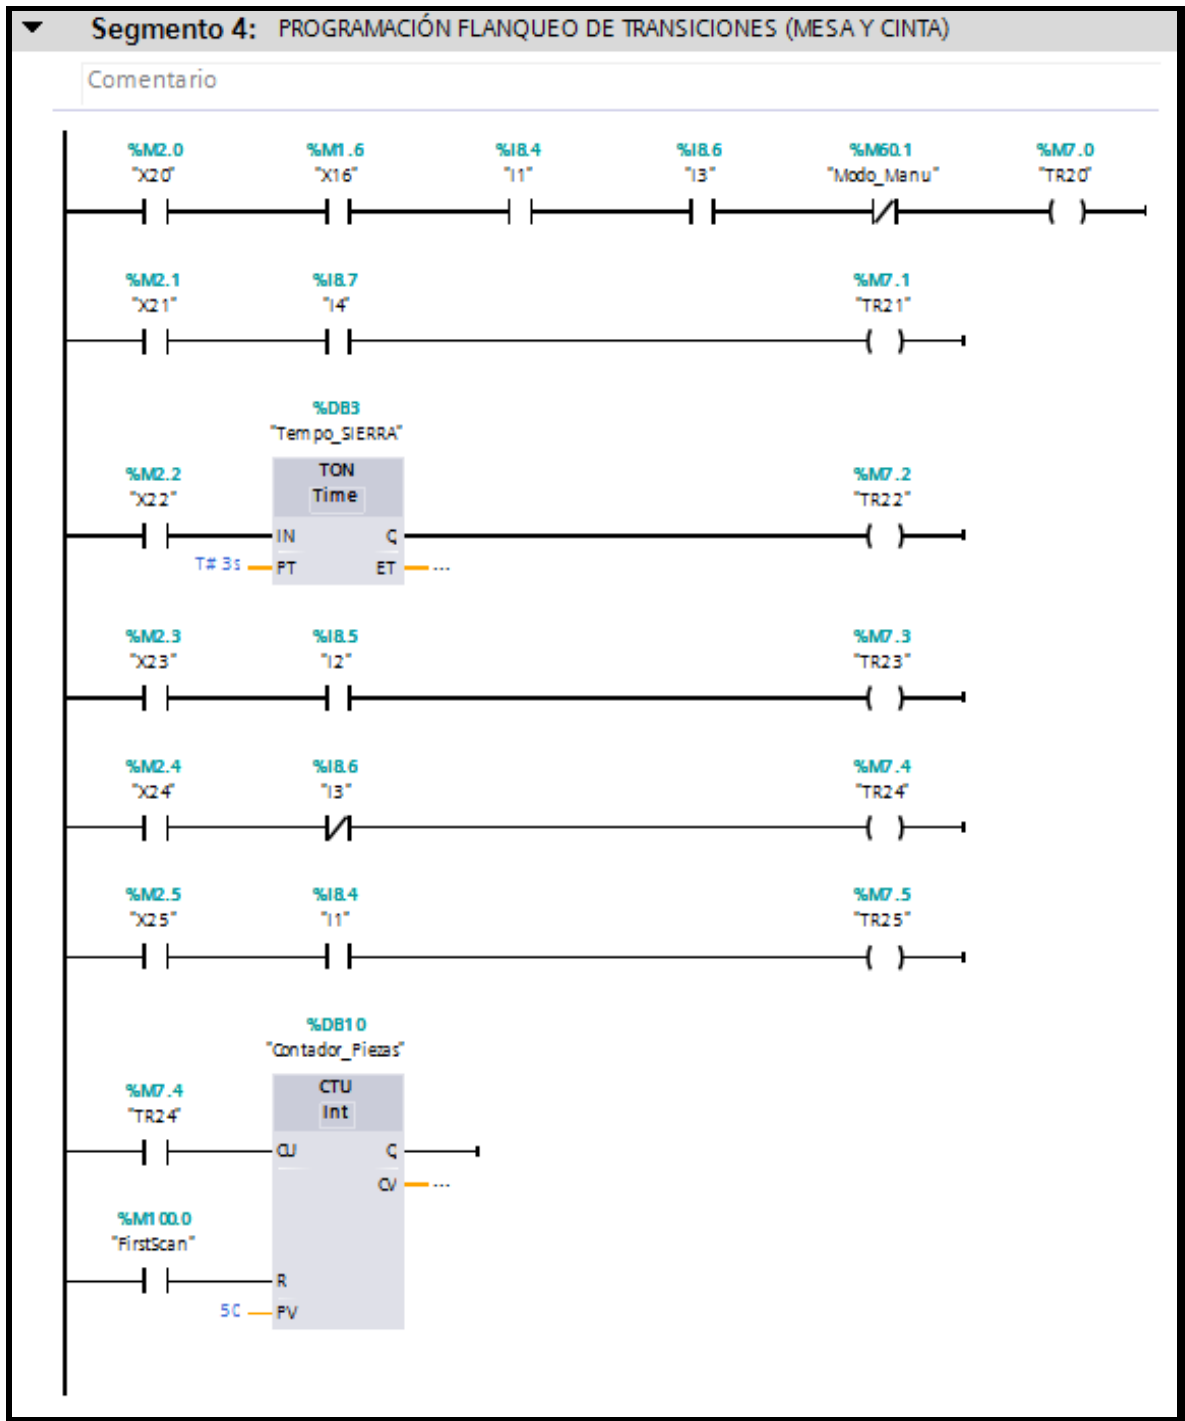 Segmento 4: PROGRAMACIÓN FLANQUEO DE TRANSICIONES (MESA Y CINTA)
Comentario
%M2.0 %M1.6 %I8.4 %I8.6 %M60.1 %M7.0
"X20" "X16" "I1" "I3" "Modo_Manu" "TR20"
%M2.1 %I8.7 %M7.1
"X21" "I4" "TR21"
%DB3
"Tempo_SIERRA"
TON
%M2.2 %M7.2
Time
"X22" "TR22"
IN Q
T# 3s PT ET ...
%M2.3 %I8.5 %M7.3
"X23" "I2" "TR23"
%M2.4 %I8.6 %M7.4
"X24" "I3" "TR24"
%M2.5 %I8.4 %M7.5
"X25" "I1" "TR25"
%DB10
"Contador_Piezas"
CTU
%M7.4
Int
"TR24"
CU Q
CV ...
%M100.0
"FirstScan"
R
50 PV